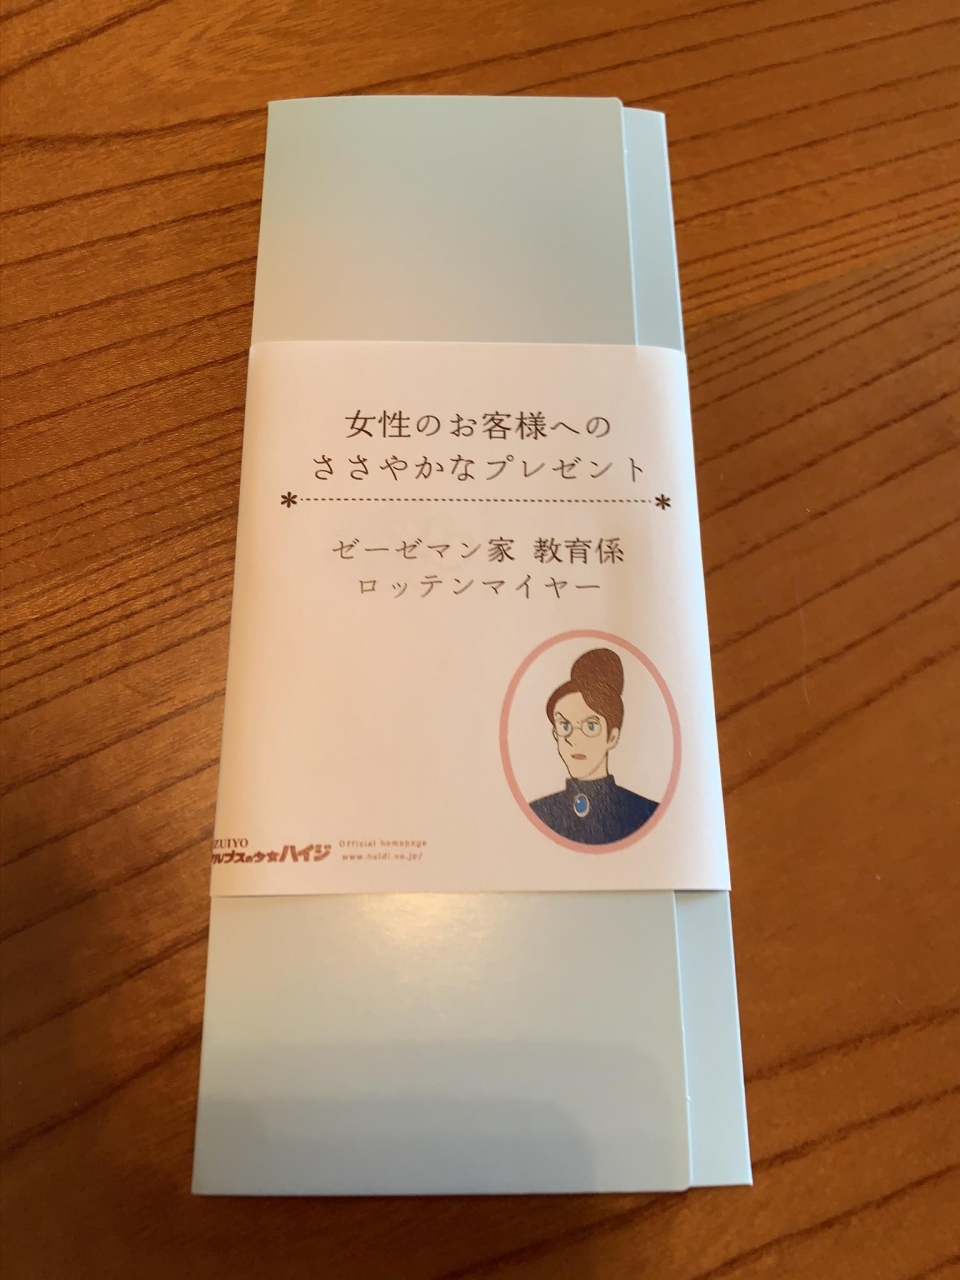 女性のお客様への
ささやかなプレゼント
ゼーゼマン家 教育係
ロッテンマイヤー
ZUIYO
アルプスの少女ハイジ
Official homepage
www.heidi.ne.jp/